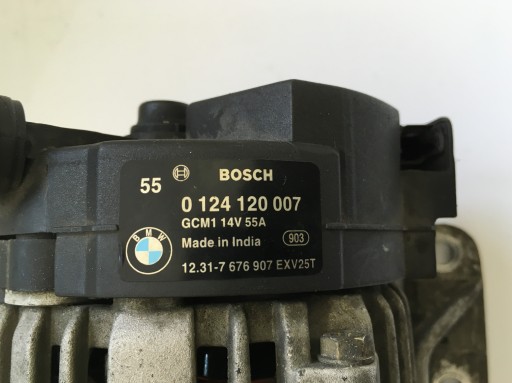 55 BOSCH
0 124 120 007
GCM1 14V 55A
Made in India 903
BMW
12.31-7 676 907 EXV25T